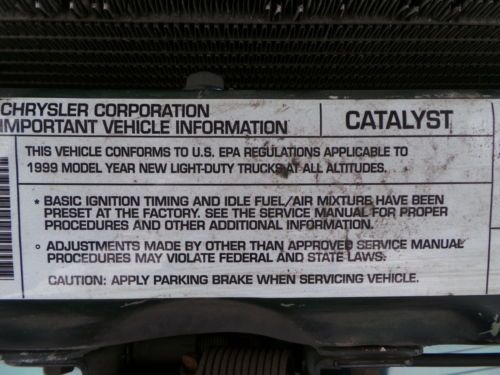 CHRYSLER CORPORATION
IMPORTANT VEHICLE INFORMATION
CATALYST
THIS VEHICLE CONFORMS TO U.S. EPA REGULATIONS APPLICABLE TO
1999 MODEL YEAR NEW LIGHT-DUTY TRUCKS AT ALL ALTITUDES.
* BASIC IGNITION TIMING AND IDLE FUEL/AIR MIXTURE HAVE BEEN
PRESET AT THE FACTORY. SEE THE SERVICE MANUAL FOR PROPER
PROCEDURES AND OTHER ADDITIONAL INFORMATION.
° ADJUSTMENTS MADE BY OTHER THAN APPROVED SERVICE MANUAL
PROCEDURES MAY VIOLATE FEDERAL AND STATE LAWS.
CAUTION: APPLY PARKING BRAKE WHEN SERVICING VEHICLE.